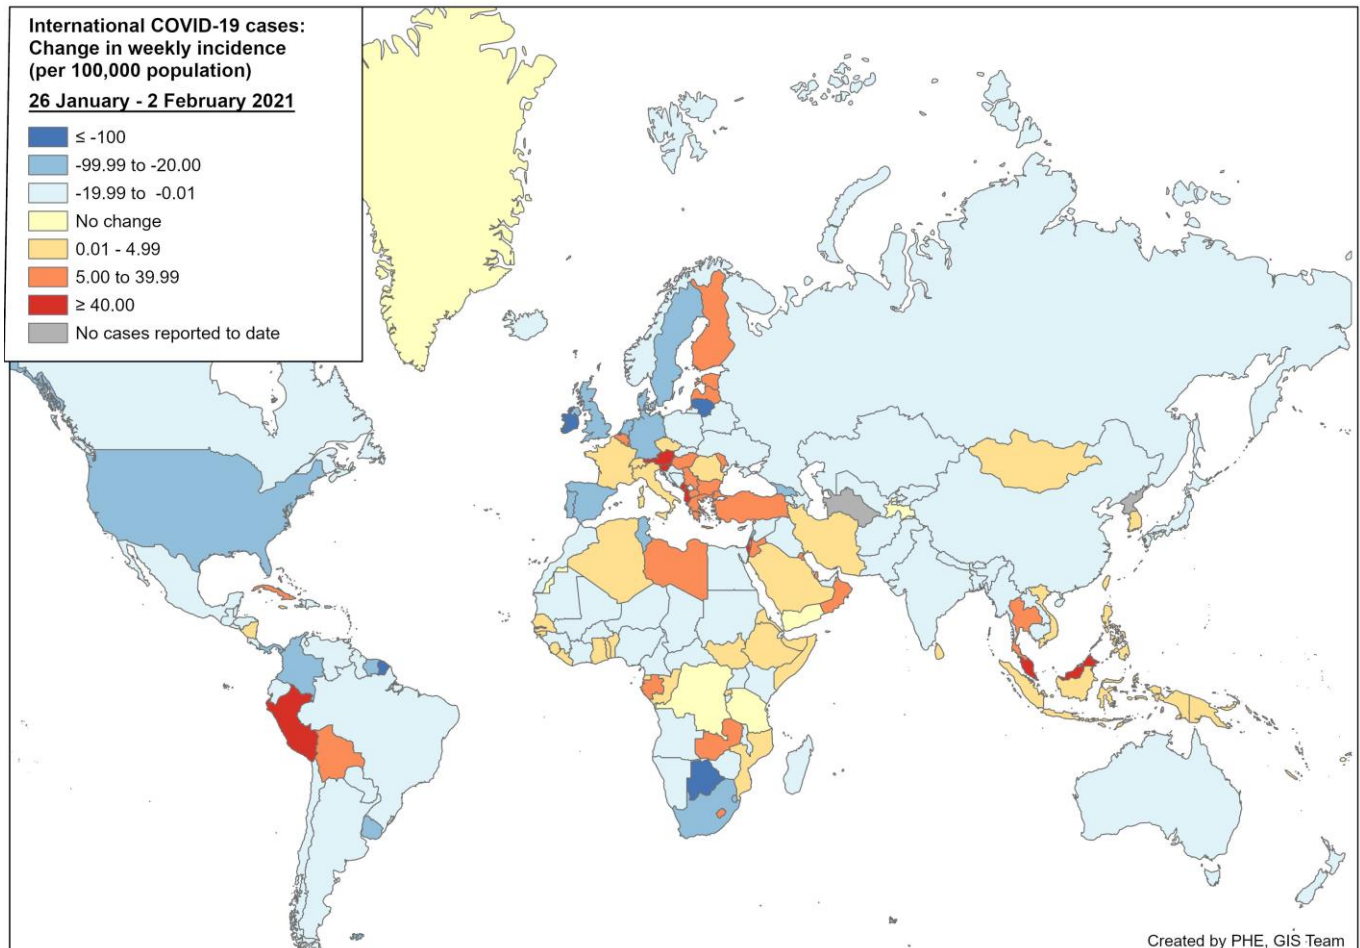 International COVID-19 cases:
Change in weekly incidence
(per 100,000 population)
26 January - 2 February 2021
≤ -100
-99.99 to -20.00
-19.99 to -0.01
No change
0.01 - 4.99
5.00 to 39.99
≥ 40.00
No cases reported to date
Created by PHE, GIS Team